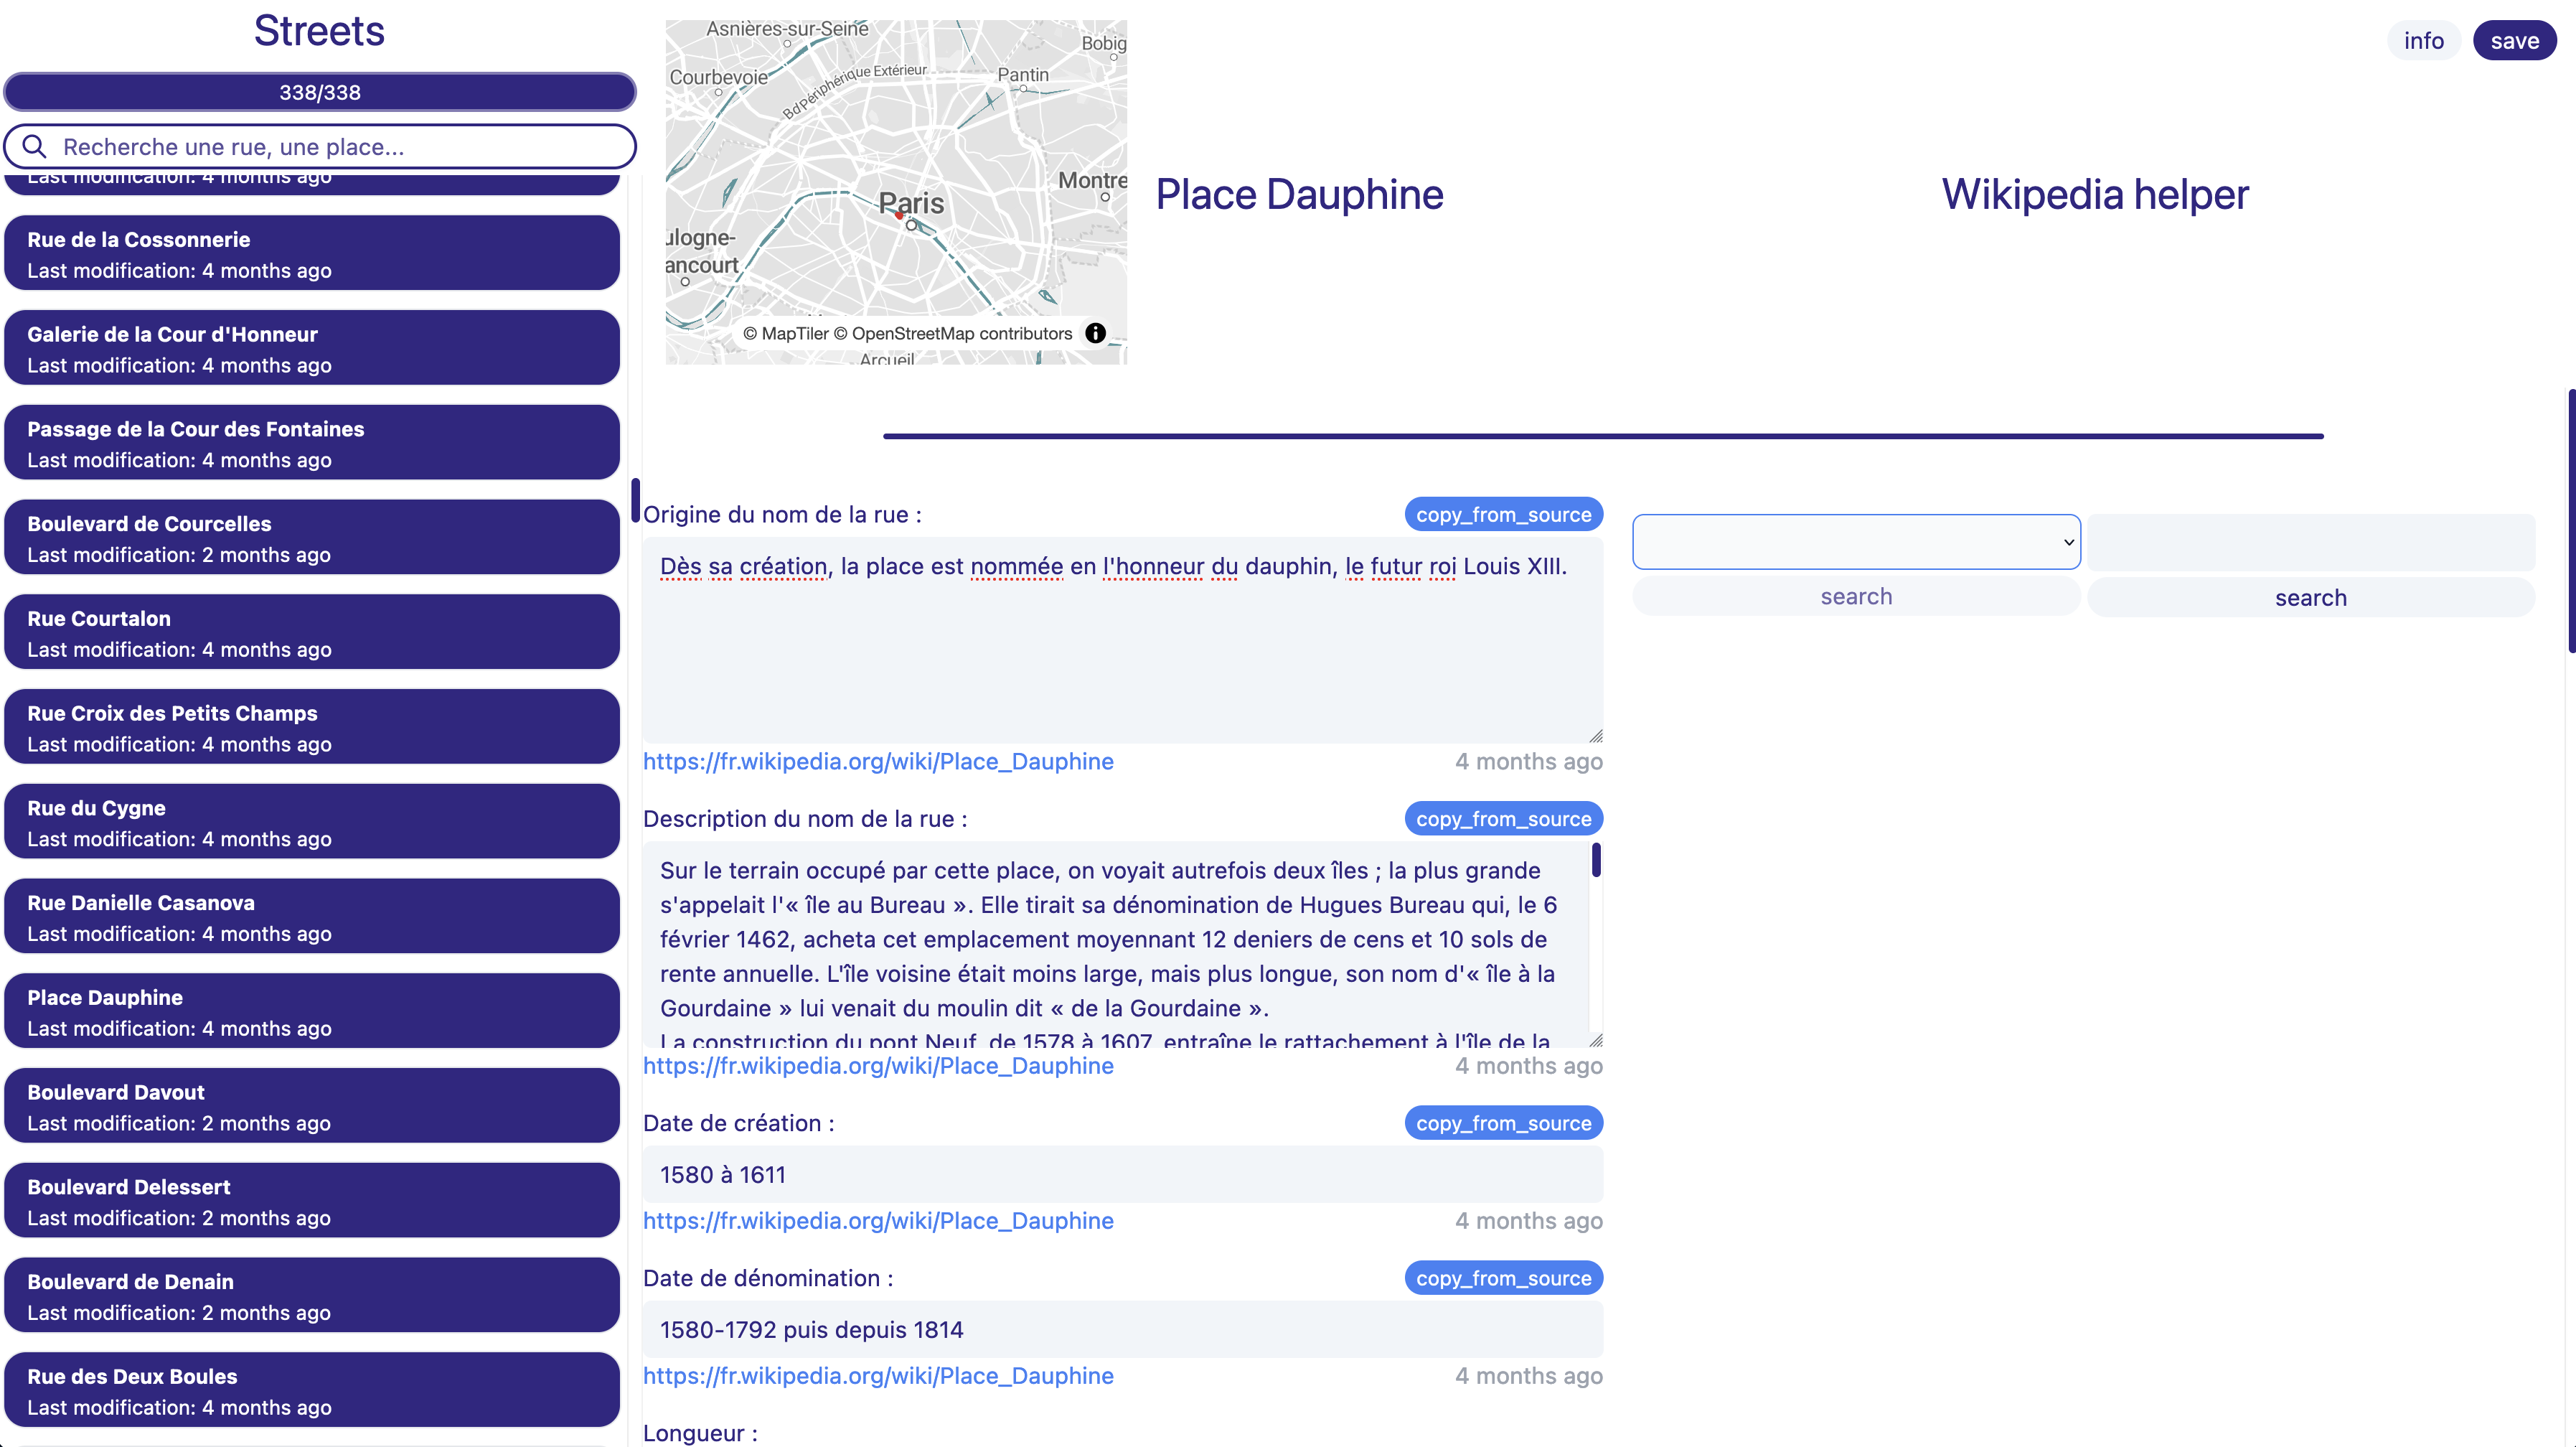 Streets
338/338
Recherche une rue, une place...
Last modification: 4 months ago
Rue de la Cossonnerie
Last modification: 4 months ago
Galerie de la Cour d'Honneur
Last modification: 4 months ago
Passage de la Cour des Fontaines
Last modification: 4 months ago
Boulevard de Courcelles
Last modification: 2 months ago
Rue Courtalon
Last modification: 4 months ago
Rue Croix des Petits Champs
Last modification: 4 months ago
Rue du Cygne
Last modification: 4 months ago
Rue Danielle Casanova
Last modification: 4 months ago
Place Dauphine
Last modification: 4 months ago
Boulevard Davout
Last modification: 2 months ago
Boulevard Delessert
Last modification: 2 months ago
Boulevard de Denain
Last modification: 2 months ago
Rue des Deux Boules
Last modification: 4 months ago
Asnières-sur-Seine
Bobig
Courbevoie
Bd Périphérique Extérieur
Pantin
Montre
Paris
ulogne-
ancourt
© MapTiler © OpenStreetMap contributors
Arcueil
Place Dauphine
Wikipedia helper
info
save
Origine du nom de la rue :
copy_from_source
Dès sa création, la place est nommée en l'honneur du dauphin, le futur roi Louis XIII.
https://fr.wikipedia.org/wiki/Place_Dauphine
4 months ago
Description du nom de la rue :
copy_from_source
Sur le terrain occupé par cette place, on voyait autrefois deux îles ; la plus grande
s'appelait l'« île au Bureau ». Elle tirait sa dénomination de Hugues Bureau qui, le 6
février 1462, acheta cet emplacement moyennant 12 deniers de cens et 10 sols de
rente annuelle. L'île voisine était moins large, mais plus longue, son nom d'« île à la
Gourdaine » lui venait du moulin dit « de la Gourdaine ».
La construction du pont Neuf, de 1578 à 1607, entraîne le rattachement à l'île de la
https://fr.wikipedia.org/wiki/Place_Dauphine
4 months ago
Date de création :
copy_from_source
1580 à 1611
https://fr.wikipedia.org/wiki/Place_Dauphine
4 months ago
Date de dénomination :
copy_from_source
1580-1792 puis depuis 1814
https://fr.wikipedia.org/wiki/Place_Dauphine
4 months ago
Longueur :
search
search